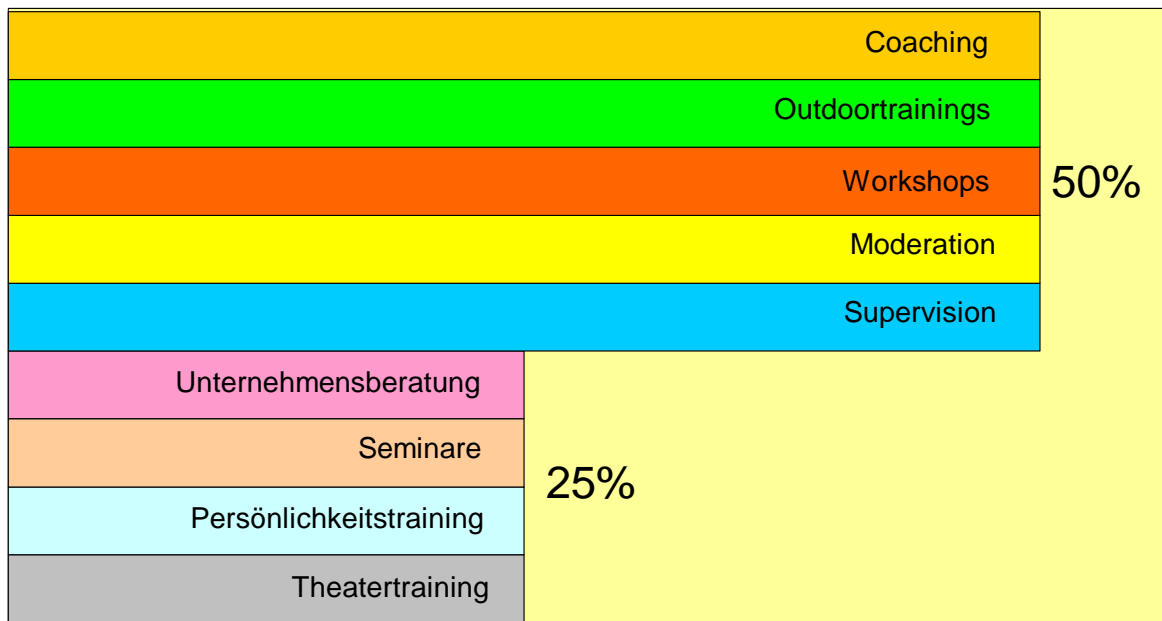 Coaching
Outdoortrainings
Workshops
50%
Moderation
Supervision
Unternehmensberatung
Seminare
25%
Persönlichkeitstraining
Theatertraining